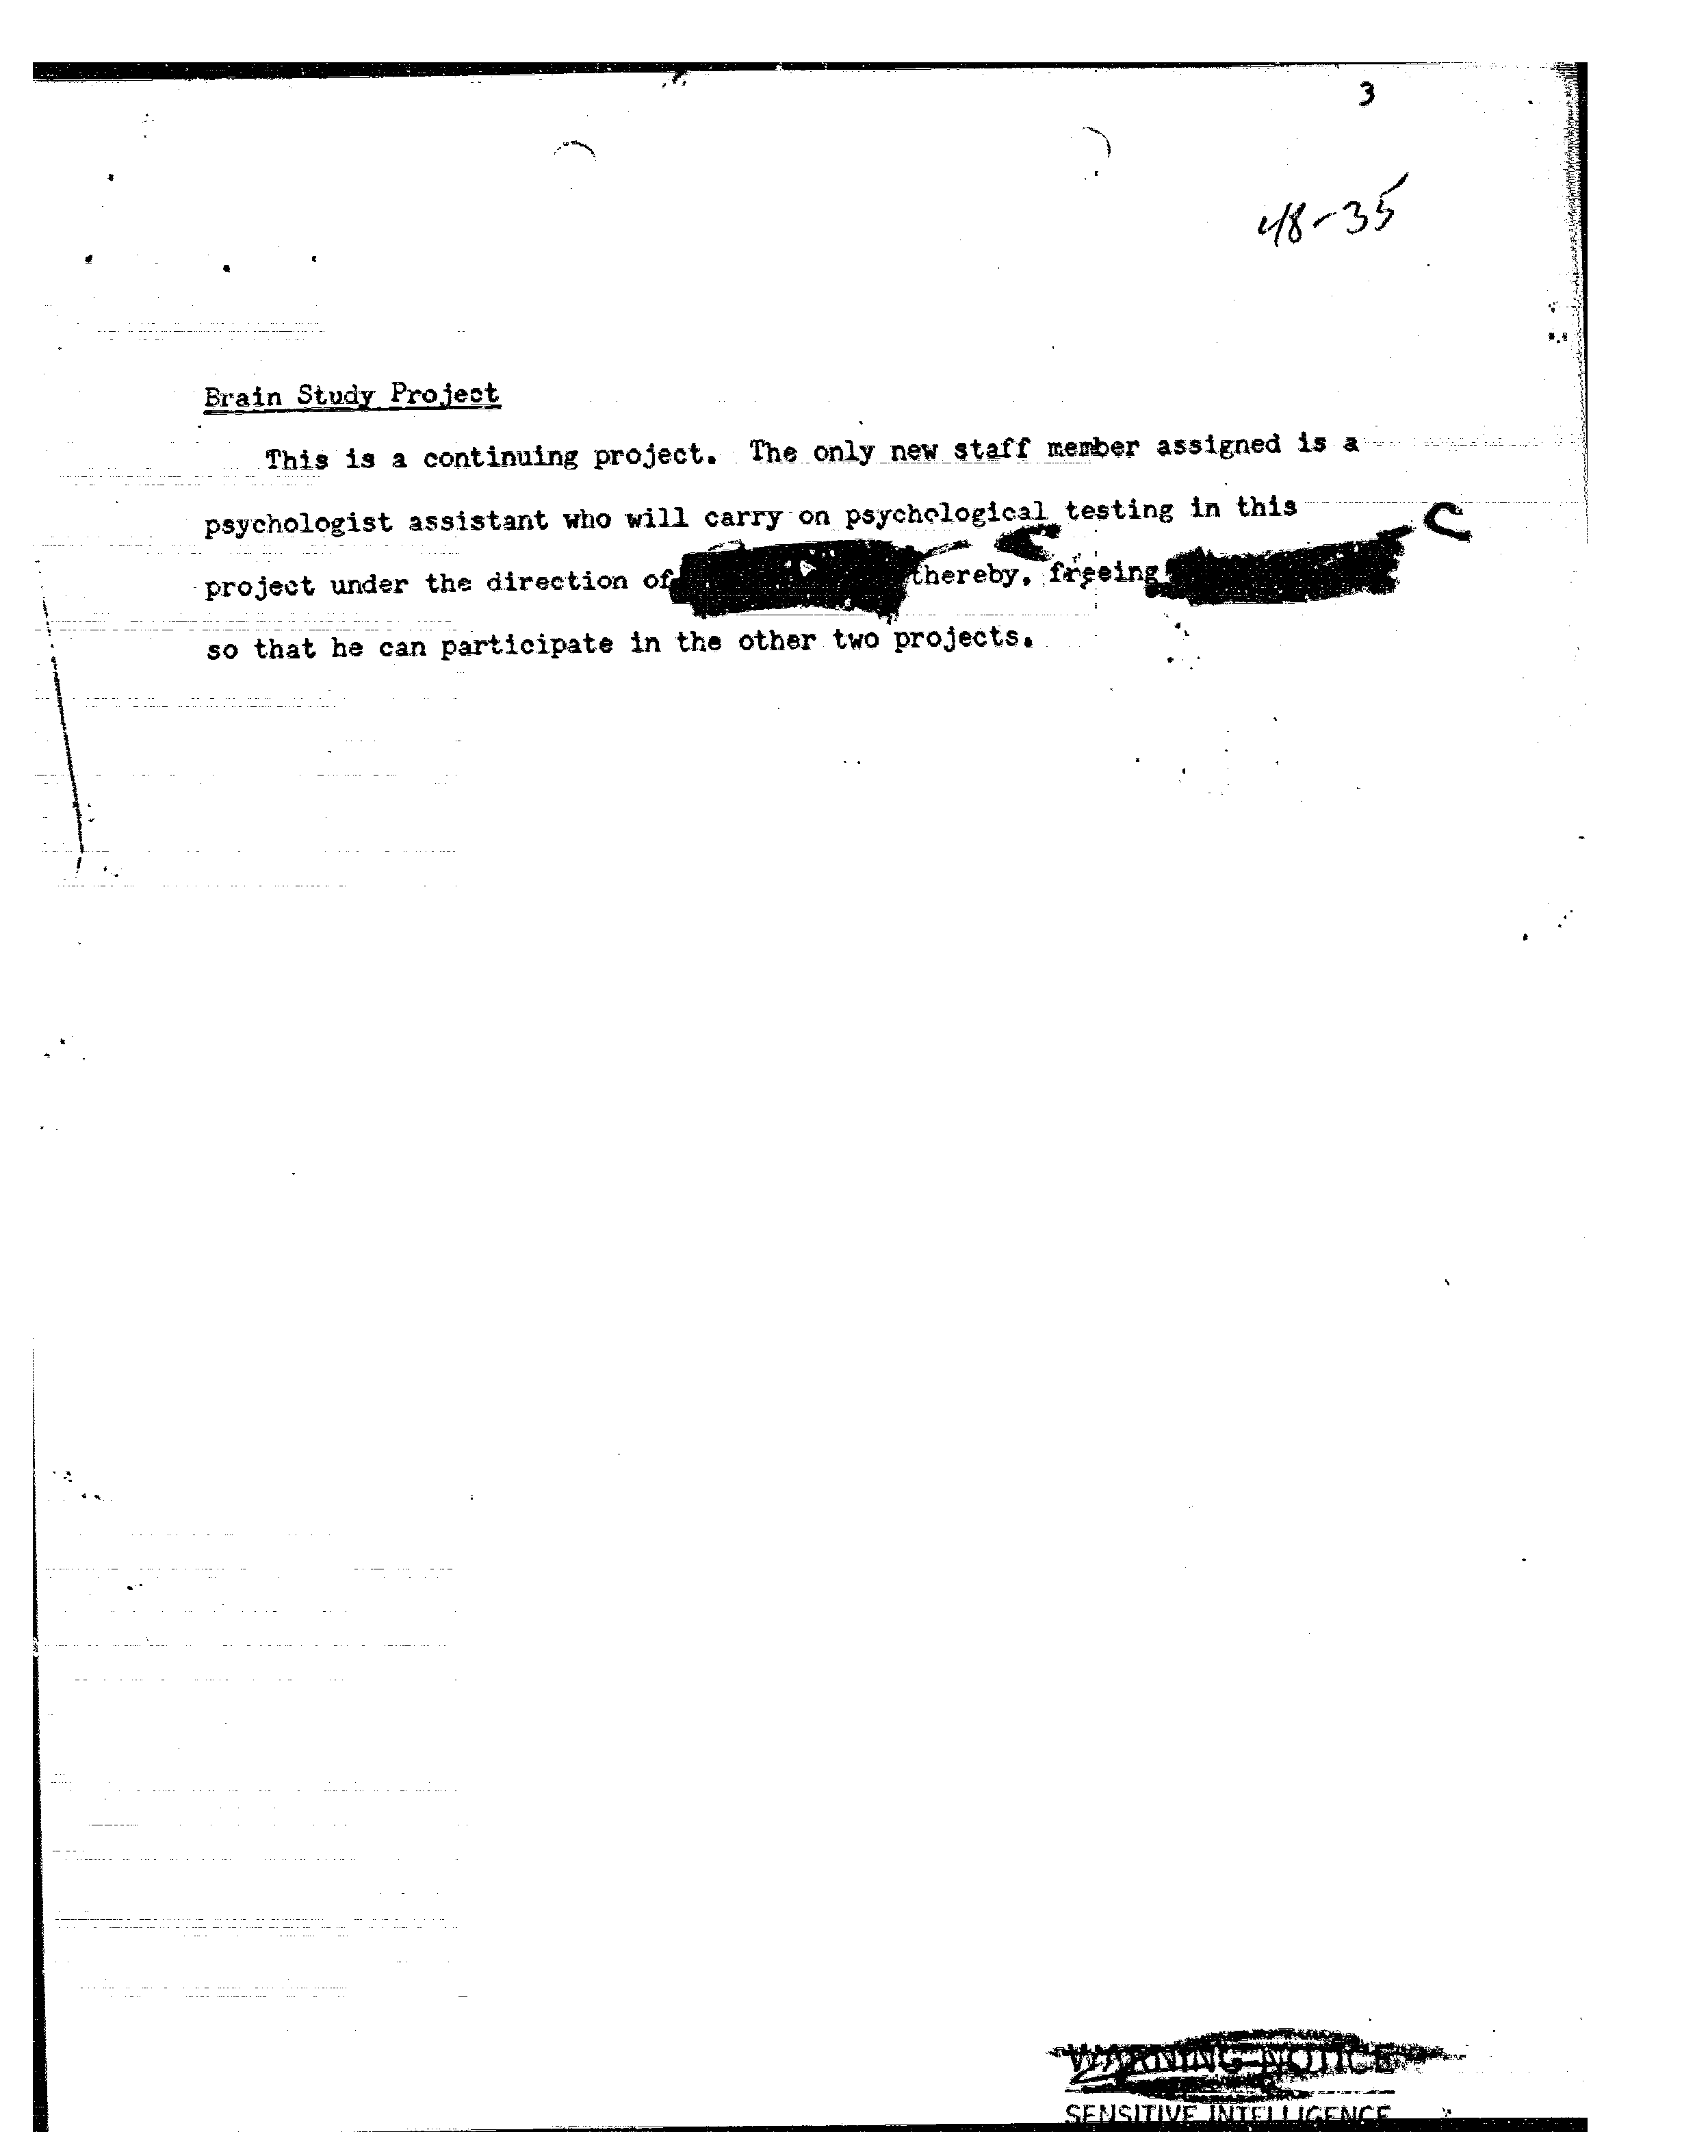 3
48-35
Brain Study Project
This is a continuing project. The only new staff member assigned is a
psychologist assistant who will carry on psychological testing in this
C
project under the direction of thereby, freeing
so that he can participate in the other two projects.
WARNING NOTICE
SENSITIVE INTELLIGENCE